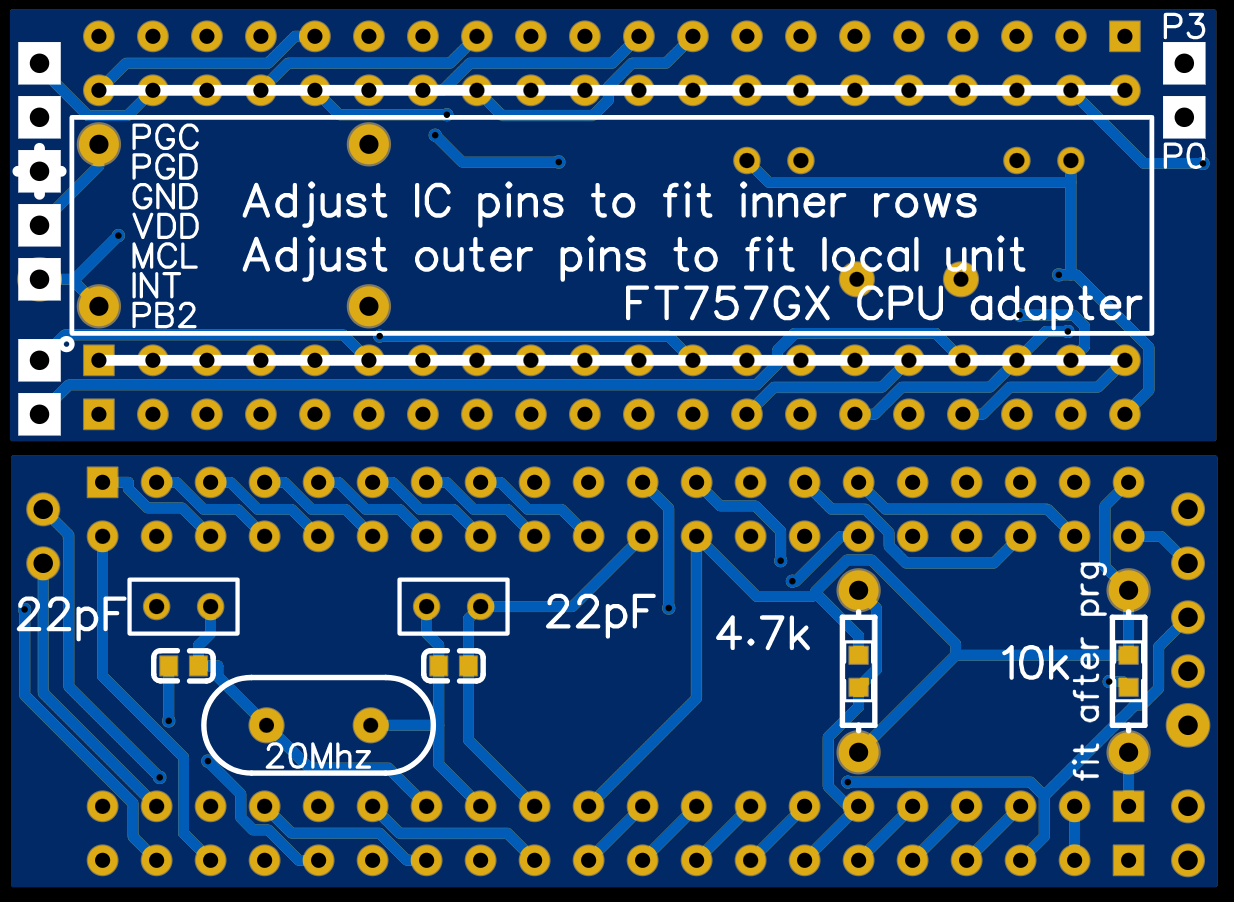 P3
P0
PGC
PGD
GND
VDD
MCL
INT
PB2
Adjust IC pins to fit inner rows
Adjust outer pins to fit local unit
FT757GX CPU adapter
22pF
22pF
4.7k
10k
fit after prg
20Mhz